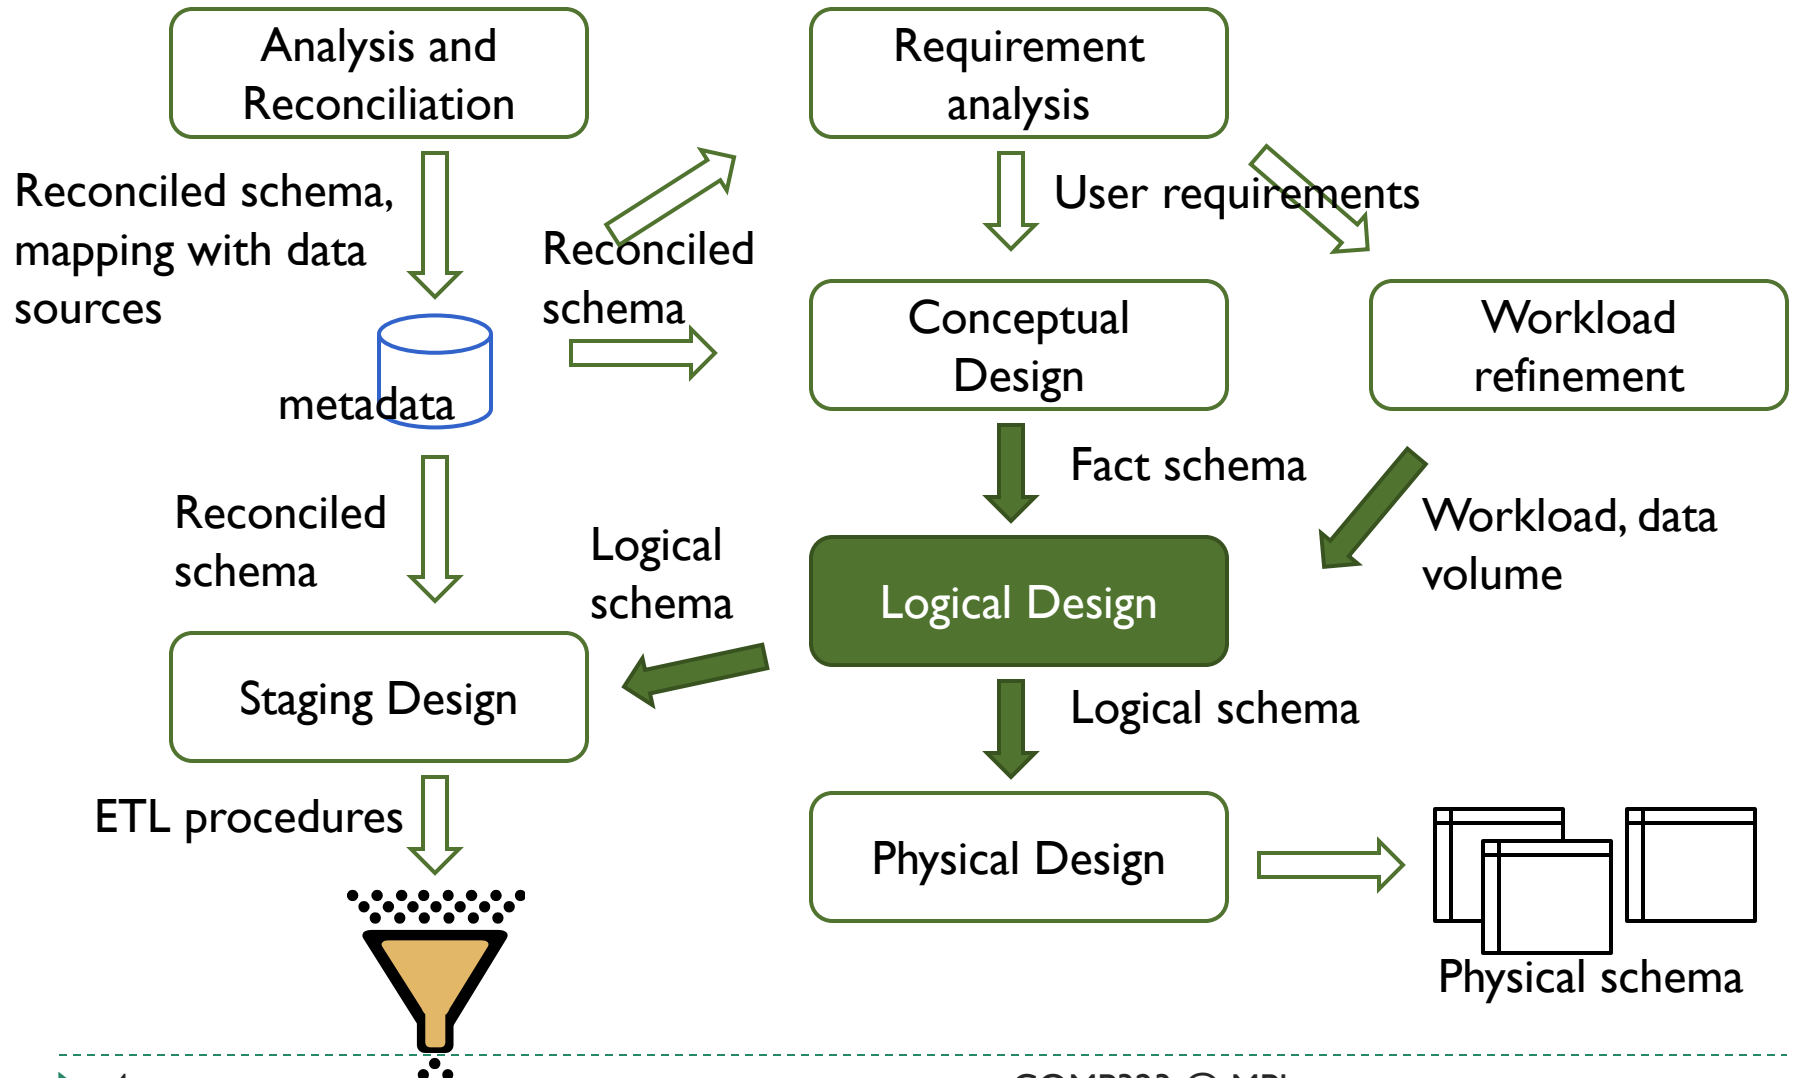 Analysis and
Reconciliation
Requirement
analysis
Reconciled schema,
mapping with data
sources
User requirements
Reconciled
schema
metadata
Conceptual
Design
Workload
refinement
Fact schema
Reconciled
schema
Logical
schema
Workload, data
volume
Logical Design
Staging Design
Logical schema
ETL procedures
Physical Design
Physical schema